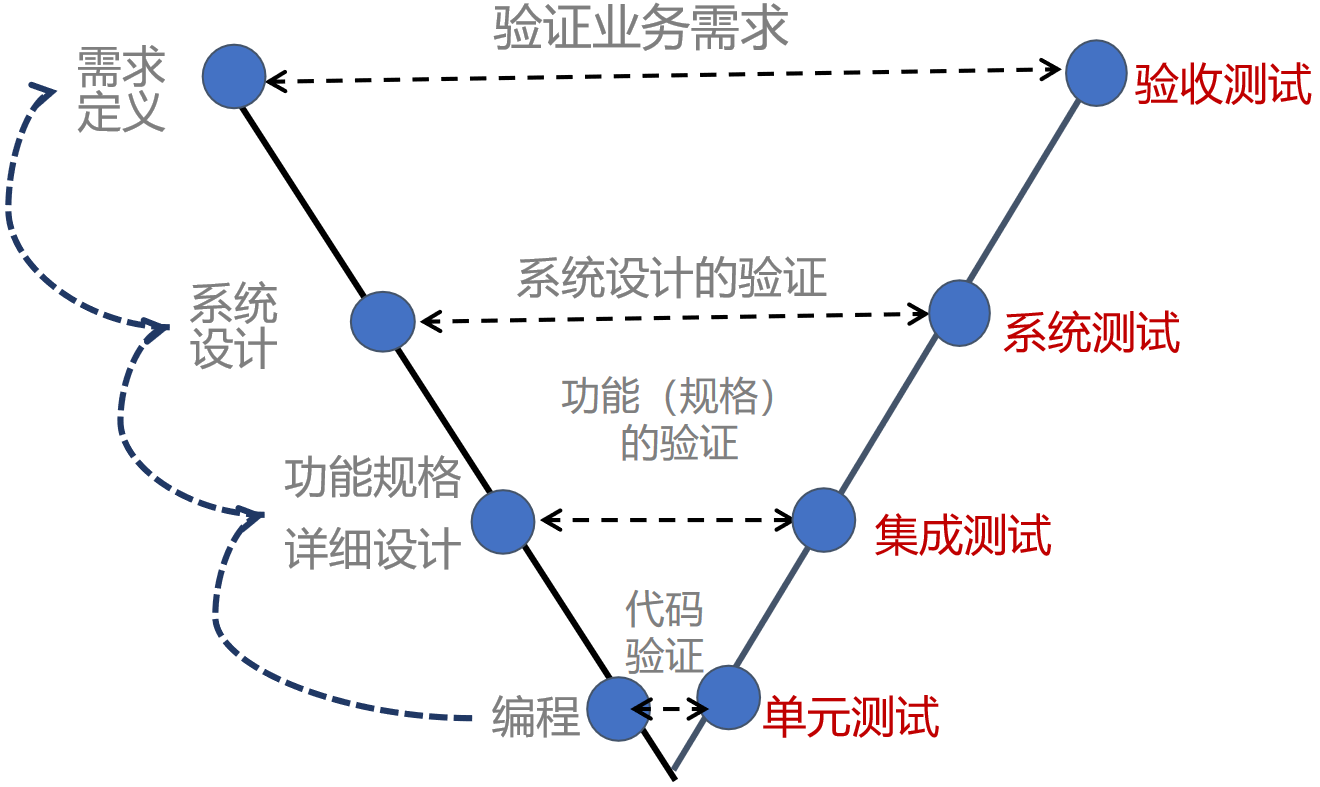 验证业务需求
需求
定义
验收测试
系统设计的验证
系统
设计
系统测试
功能（规格）
的验证
功能规格
详细设计
集成测试
代码
验证
编程
单元测试